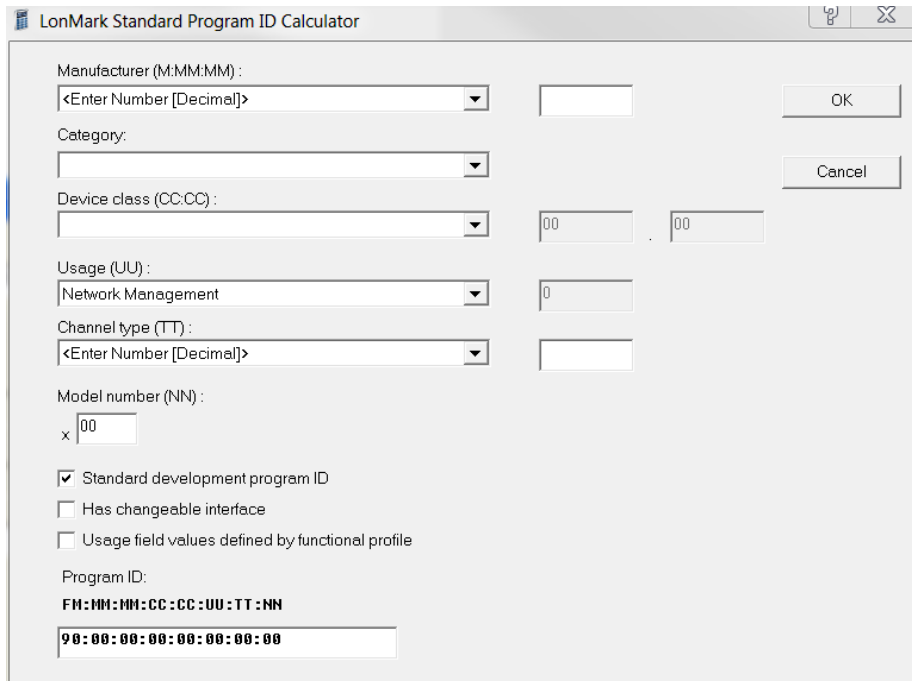 LonMark Standard Program ID Calculator
Manufacturer (M:MM:MM) :
<Enter Number [Decimal]>
OK
Category:
Cancel
Device class (CC:CC) :
00 . 00
Usage (UU) :
Network Management
0
Channel type (TT) :
<Enter Number [Decimal]>
Model number (NN) :
x 00
Standard development program ID
Has changeable interface
Usage field values defined by functional profile
Program ID:
FM:MM:MM:CC:CC:UU:TT:NN
90:00:00:00:00:00:00:00